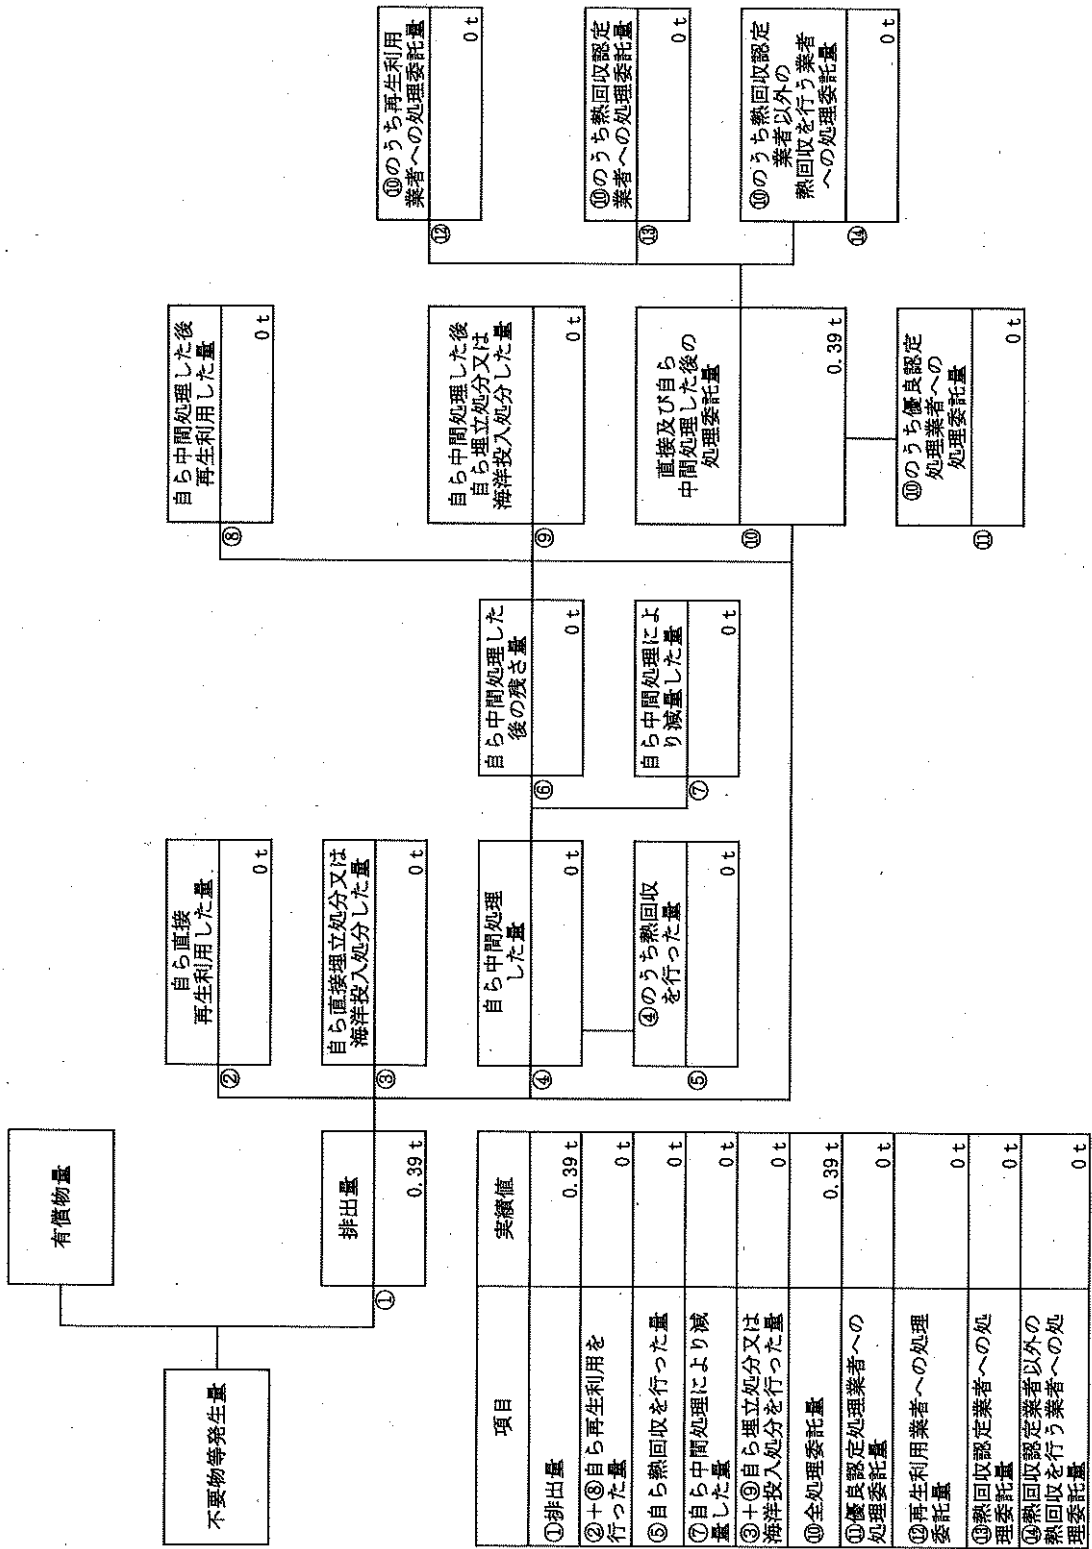 不要物等発生量
有償物量
排出量
①
0.39 t
自ら直接
再生利用した量
②
0 t
自ら直接埋立処分又は
海洋投入処分した量
③
0 t
自ら中間処理
した量
④
0 t
④のうち熱回収
を行った量
⑤
0 t
自ら中間処理した
後の残さ量
⑥
0 t
自ら中間処理によ
り減量した量
⑦
0 t
自ら中間処理した後
再生利用した量
⑧
0 t
自ら中間処理した後
自ら埋立処分又は
海洋投入処分した量
⑨
0 t
直接及び自ら
中間処理した後の
処理委託量
⑩
0.39 t
⑩のうち優良認定
処理業者への
処理委託量
⑪
0 t
⑩のうち再生利用
業者への処理委託量
⑫
0 t
⑩のうち熱回収認定
業者への処理委託量
⑬
0 t
⑩のうち熱回収認定
業者以外の
熱回収を行う業者
への処理委託量
⑭
0 t
項目 実績値
①排出量 0.39 t
②+⑧自ら再生利用を
行った量 0 t
⑤自ら熱回収を行った量 0 t
⑦自ら中間処理により減
量した量 0 t
③+⑨自ら埋立処分又は
海洋投入処分を行った量 0 t
⑩全処理委託量 0.39 t
⑪優良認定処理業者への
処理委託量 0 t
⑫再生利用業者への処理
委託量 0 t
⑬熱回収認定業者への処
理委託量 0 t
⑭熱回収認定業者以外の
熱回収を行う業者への処
理委託量 0 t